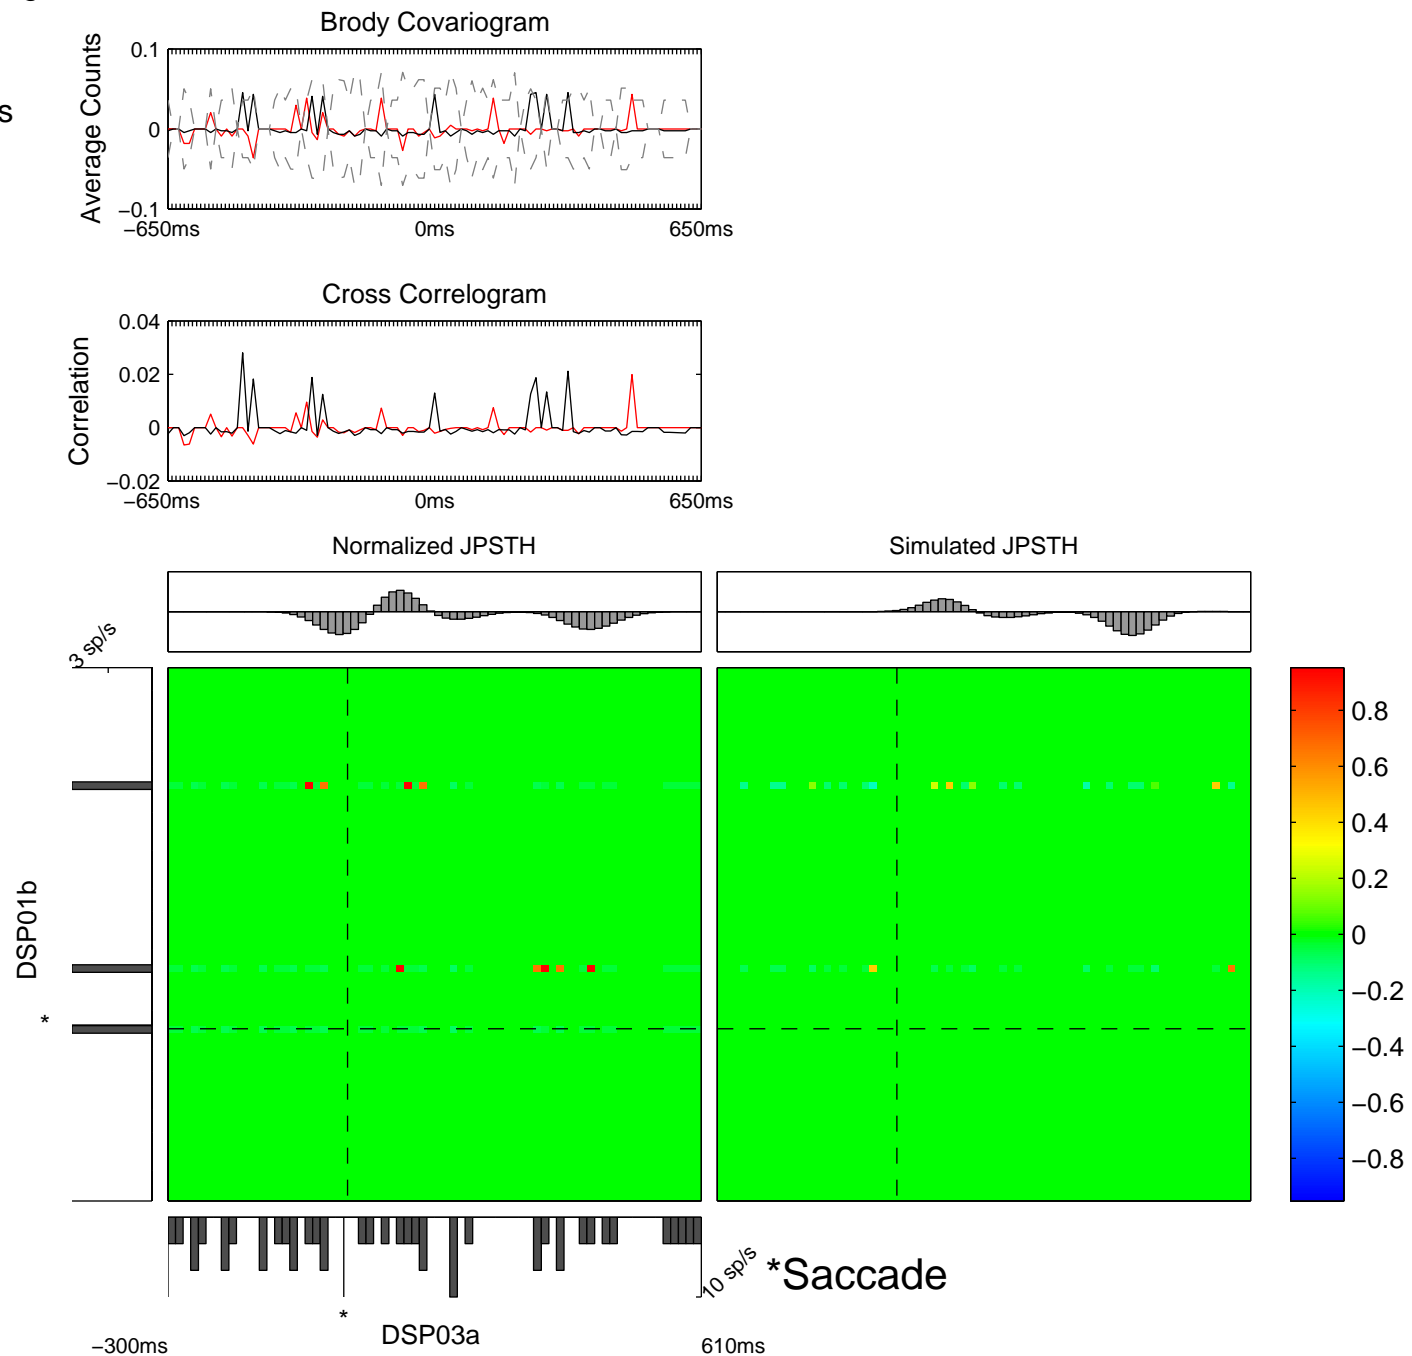 Brody Covariogram
0.1
0
−0.1
Average Counts
s
−650ms 0ms 650ms
Cross Correlogram
0.04
0.02
0
−0.02
Correlation
−650ms 0ms 650ms
Normalized JPSTH
Simulated JPSTH
3 sp/s
DSP01b
*
0.8
0.6
0.4
0.2
0
−0.2
−0.4
−0.6
−0.8
10 sp/s
*Saccade
*
DSP03a
−300ms 610ms